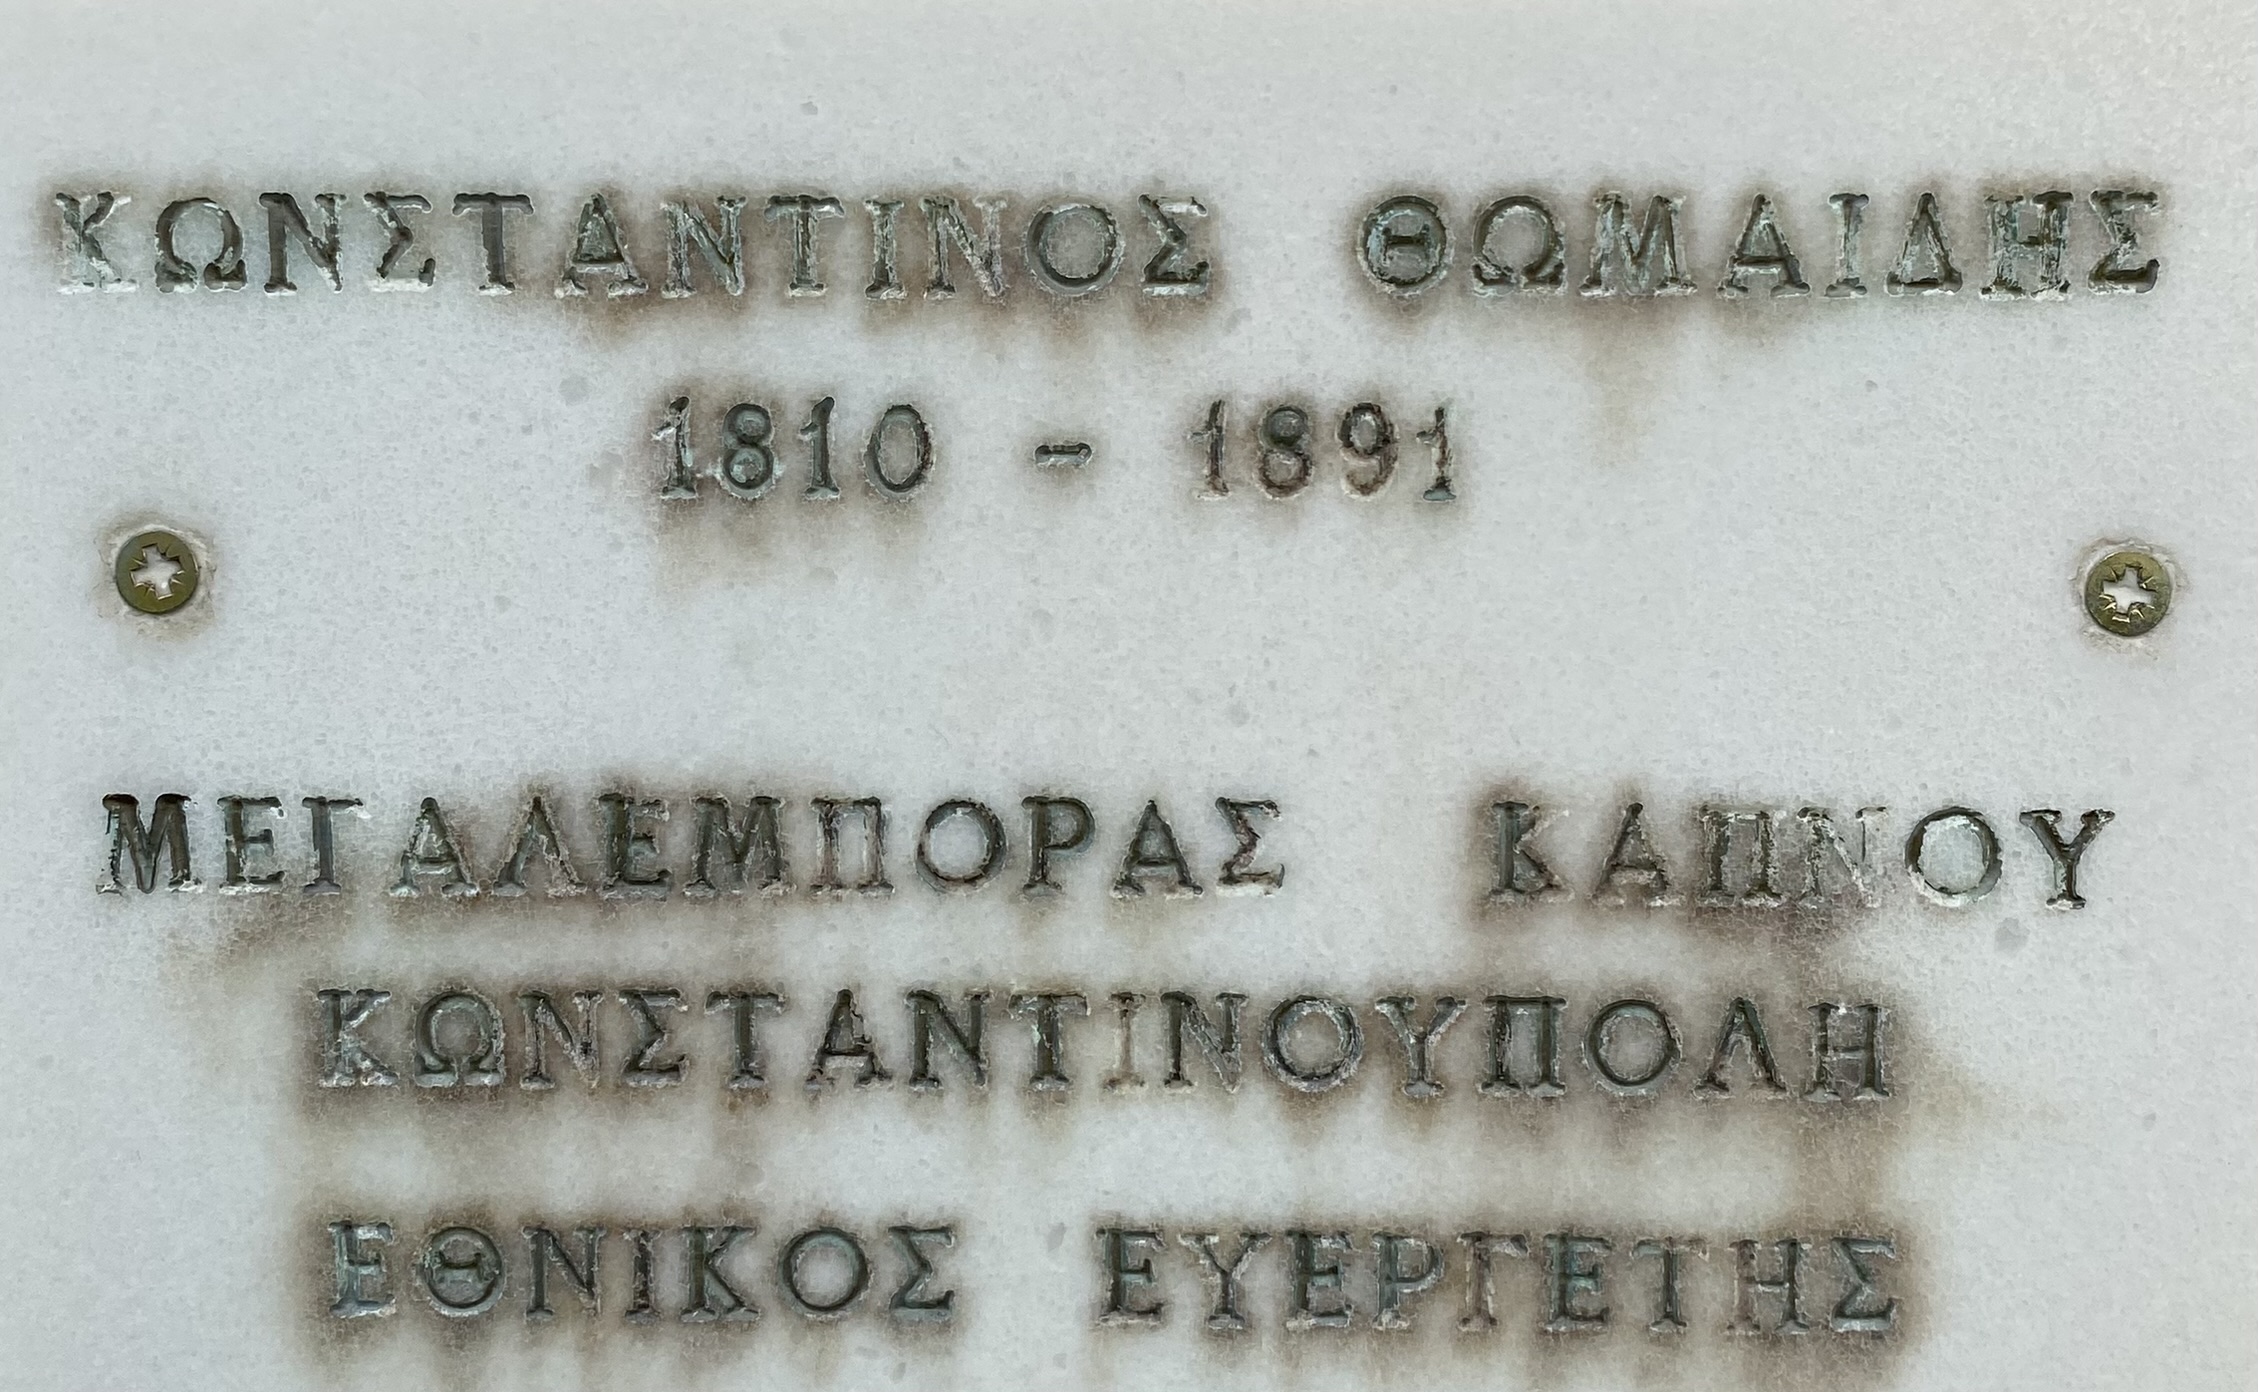 ΚΩΝΣΤΑΝΤΙΝΟΣ ΘΩΜΑΙΔΗΣ
1810 - 1891
ΜΕΓΑΛΕΜΠΟΡΑΣ ΚΑΠΝΟΥ
ΚΩΝΣΤΑΝΤΙΝΟΥΠΟΛΗ
ΕΘΝΙΚΟΣ ΕΥΕΡΓΕΤΗΣ